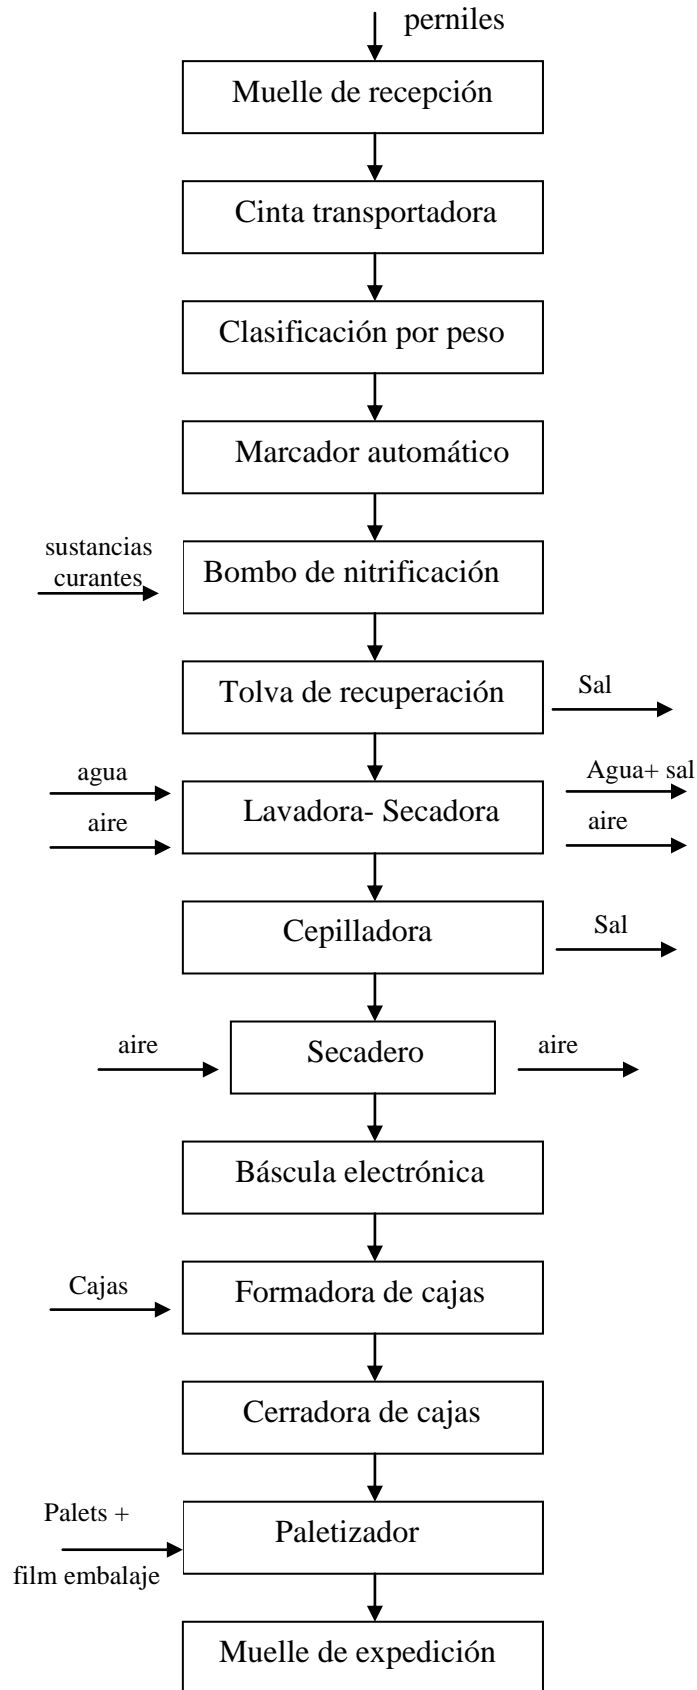 perniles
Muelle de recepción
Cinta transportadora
Clasificación por peso
Marcador automático
sustancias
curantes
Bombo de nitrificación
Tolva de recuperación
Sal
agua
aire
Lavadora- Secadora
Agua+ sal
aire
Cepilladora
Sal
aire
Secadero
aire
Báscula electrónica
Cajas
Formadora de cajas
Cerradora de cajas
Palets +
film embalaje
Paletizador
Muelle de expedición